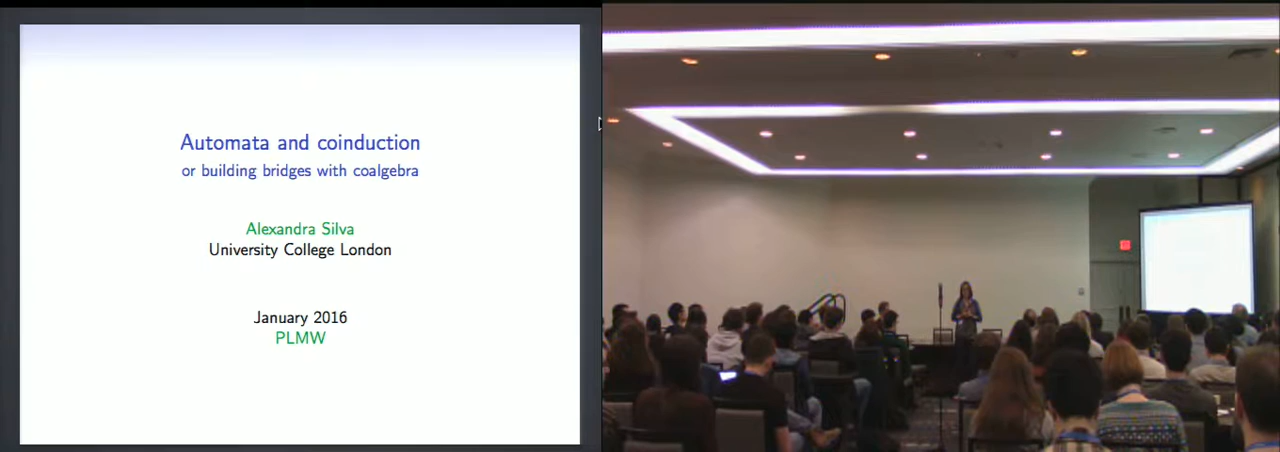 Automata and coinduction
or building bridges with coalgebra
Alexandra Silva
University College London
January 2016
PLMW